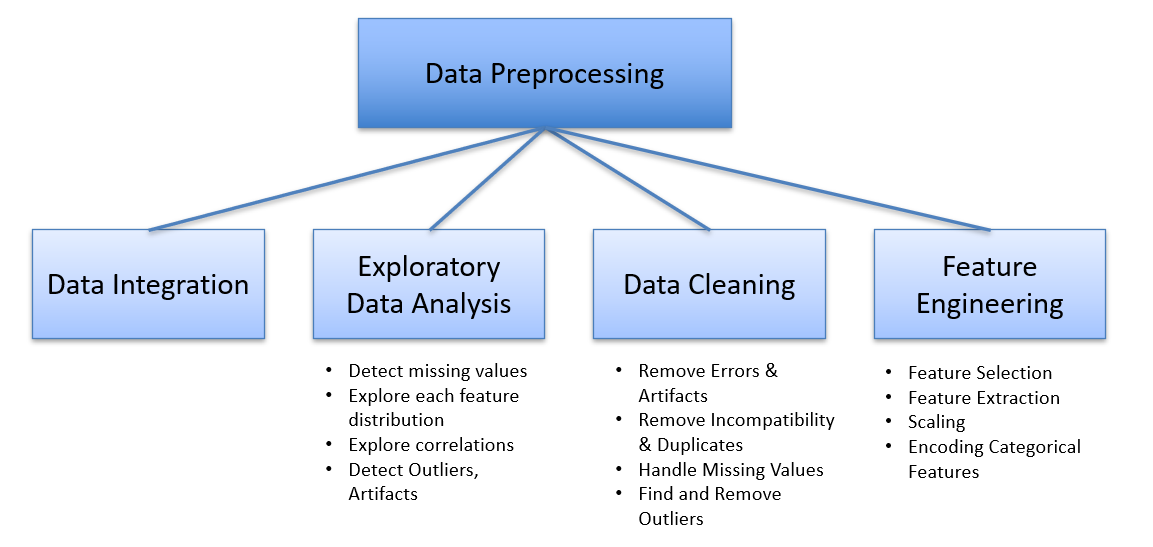 Data Preprocessing
Data Integration
Exploratory
Data Analysis
• Detect missing values
• Explore each feature
distribution
• Explore correlations
• Detect Outliers,
Artifacts
Data Cleaning
• Remove Errors &
Artifacts
• Remove Incompatibility
& Duplicates
• Handle Missing Values
• Find and Remove
Outliers
Feature
Engineering
• Feature Selection
• Feature Extraction
• Scaling
• Encoding Categorical
Features